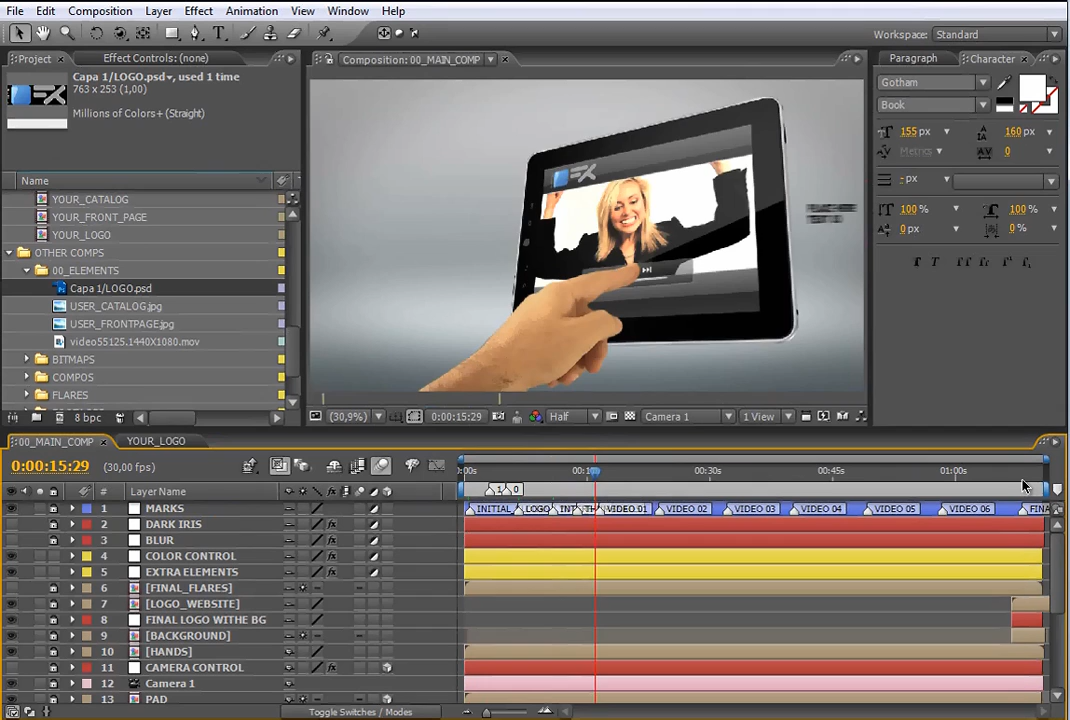 File Edit Composition Layer Effect Animation View Window Help
Workspace: Standard
Project Effect Controls: (none)
Composition: 00_MAIN_COMP
Paragraph Character
Capa 1/LOGO.psd, used 1 time
763 x 253 (1,00)
Millions of Colors+ (Straight)
Gotham
Book
155 px 160 px
Metrics 0
- px
100 % 100 %
0 px 0 %
T T TT Tt T¹ T₁
Name
YOUR_CATALOG
YOUR_FRONT_PAGE
YOUR_LOGO
OTHER COMPS
00_ELEMENTS
Capa 1/LOGO.psd
USER_CATALOG.jpg
USER_FRONTPAGE.jpg
video55125.1440X1080.mov
BITMAPS
COMPOS
FLARES
8 bpc
FX
(30,9%) 0:00:15:29 Half Camera 1 1 View
00_MAIN_COMP YOUR_LOGO
0:00:15:29 (30,00 fps)
00:30s 00:45s 01:00s
# Layer Name
1 0
1 MARKS
VIDEO 01 VIDEO 02 VIDEO 03 VIDEO 04 VIDEO 05 VIDEO 06
2 DARK IRIS
3 BLUR
4 COLOR CONTROL
5 EXTRA ELEMENTS
6 [FINAL_FLARES]
7 [LOGO_WEBSITE]
8 FINAL LOGO WITHE BG
9 [BACKGROUND]
10 [HANDS]
11 CAMERA CONTROL
12 Camera 1
13 PAD
Toggle Switches / Modes